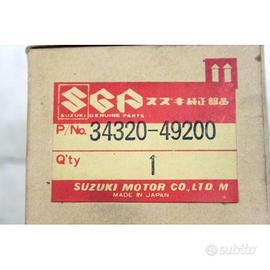 SGP スズキ純正部品
SUZUKI GENUINE PARTS
P/No. 34320-49200
Q'ty 1
SUZUKI MOTOR CO.,LTD. M
MADE IN JAPAN
subito